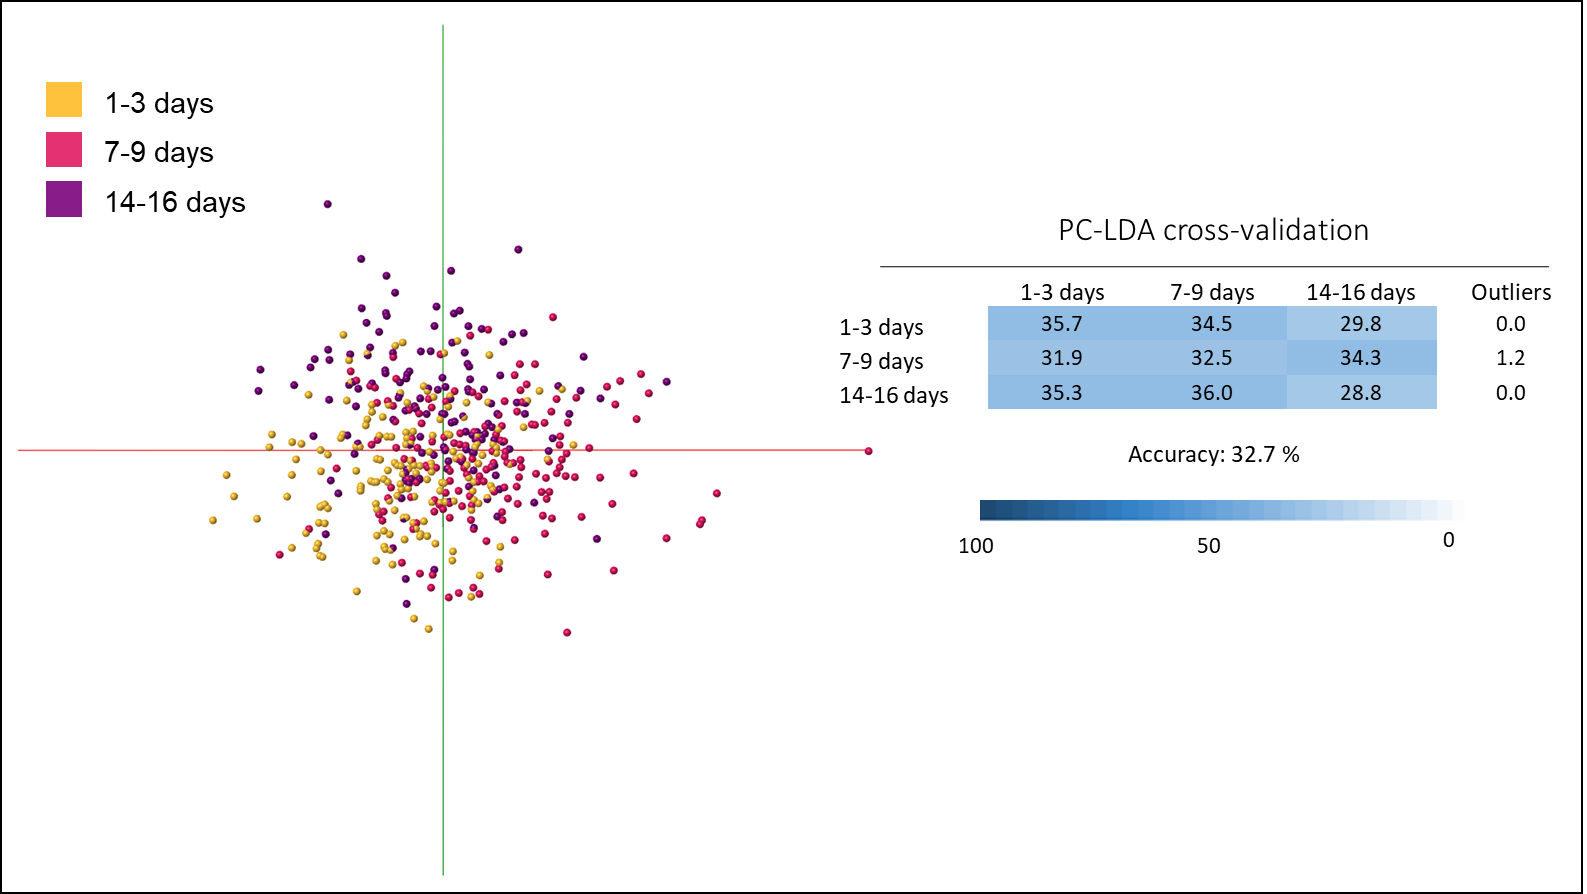 1-3 days
7-9 days
14-16 days
PC-LDA cross-validation
1-3 days 7-9 days 14-16 days Outliers
1-3 days 35.7 34.5 29.8 0.0
7-9 days 31.9 32.5 34.3 1.2
14-16 days 35.3 36.0 28.8 0.0
Accuracy: 32.7 %
100 50 0